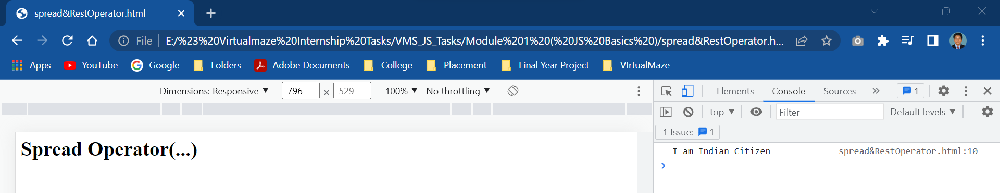 spread&RestOperator.html
File E:/%23%20Virtualmaze%20Internship%20Tasks/VMS_JS_Tasks/Module%201%20(%20JS%20Basics%20)/spread&RestOperator.h...
Apps YouTube Google Folders Adobe Documents College Placement Final Year Project VIrtualMaze
Dimensions: Responsive 796 × 529 100% No throttling
Elements Console Sources 1
top Filter Default levels
1 Issue: 1
Spread Operator(...)
I am Indian Citizen spread&RestOperator.html:10